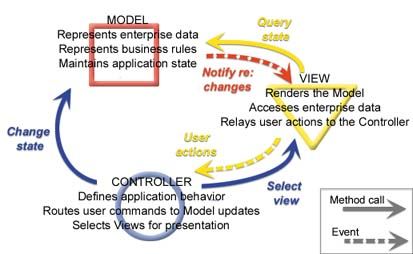 MODEL
Represents enterprise data
Represents business rules
Maintains application state
Query
state
Notify re:
changes
VIEW
Renders the Model
Accesses enterprise data
Relays user actions to the Controller
Change
state
User
actions
CONTROLLER
Defines application behavior
Routes user commands to Model updates
Selects Views for presentation
Select
view
Method call
Event